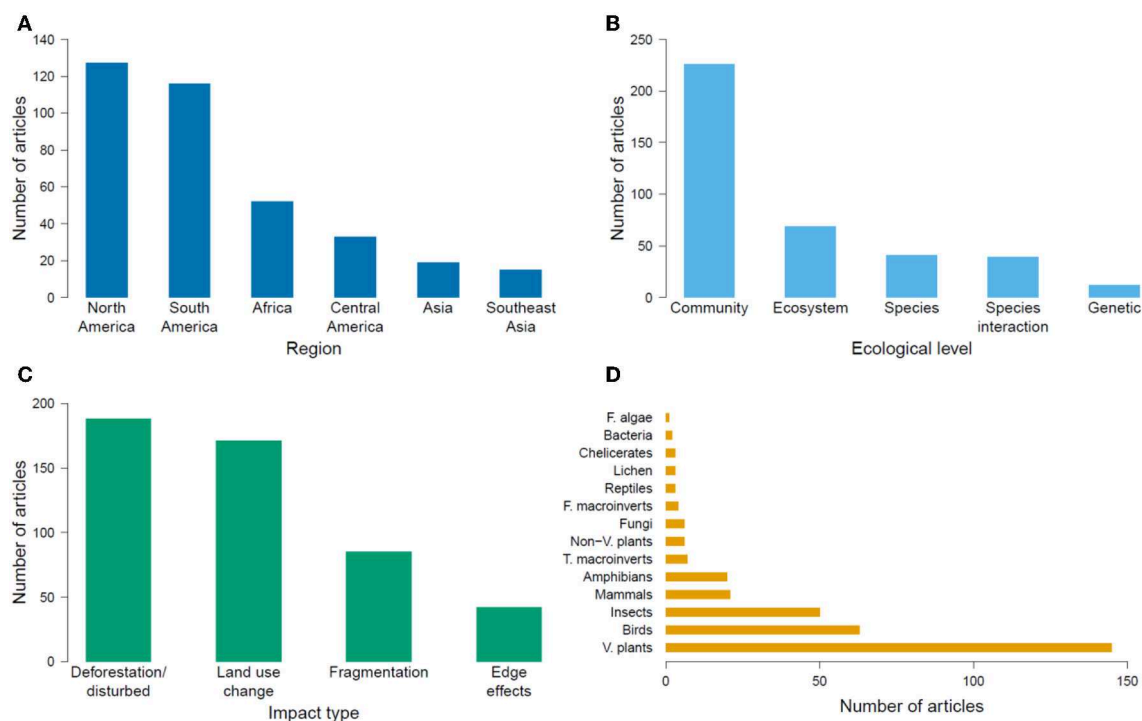 A
Number of articles
140
120
100
80
60
40
20
0
North
America
South
America
Africa
Central
America
Asia
Southeast
Asia
Region
B
Number of articles
250
200
150
100
50
0
Community
Ecosystem
Species
Species
interaction
Genetic
Ecological level
C
Number of articles
200
150
100
50
0
Deforestation/
disturbed
Land use
change
Fragmentation
Edge
effects
Impact type
D
F. algae
Bacteria
Chelicerates
Lichen
Reptiles
F. macroinverts
Fungi
Non−V. plants
T. macroinverts
Amphibians
Mammals
Insects
Birds
V. plants
0
50
100
150
Number of articles